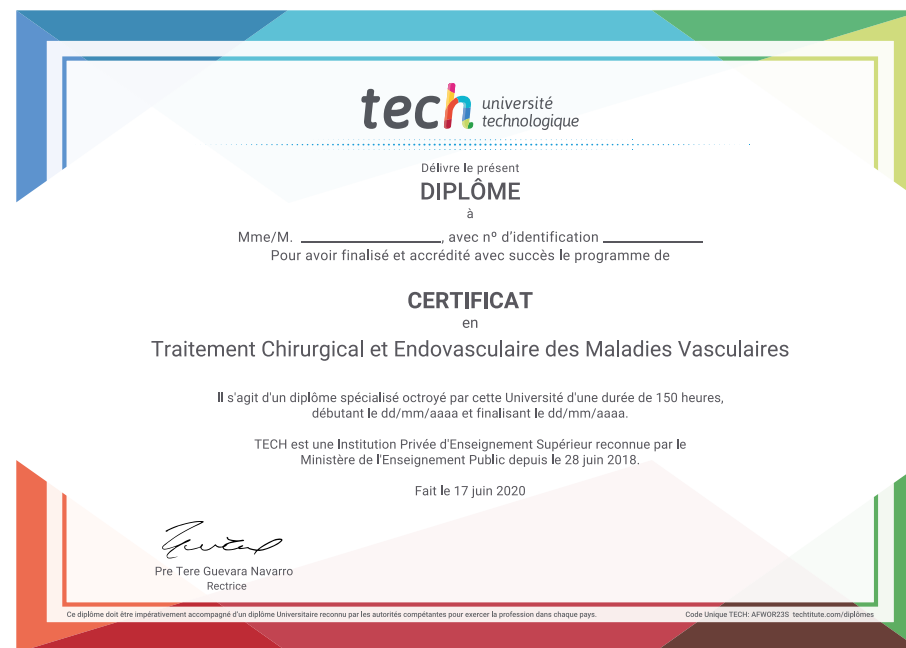 tech université
technologique
Délivre le présent
DIPLÔME
à
Mme/M. ____________________, avec nº d'identification ______________
Pour avoir finalisé et accrédité avec succès le programme de
CERTIFICAT
en
Traitement Chirurgical et Endovasculaire des Maladies Vasculaires
Il s'agit d'un diplôme spécialisé octroyé par cette Université d'une durée de 150 heures,
débutant le dd/mm/aaaa et finalisant le dd/mm/aaaa.
TECH est une Institution Privée d'Enseignement Supérieur reconnue par le
Ministère de l'Enseignement Public depuis le 28 juin 2018.
Fait le 17 juin 2020
Pre Tere Guevara Navarro
Rectrice
Ce diplôme doit être impérativement accompagné d'un diplôme Universitaire reconnu par les autorités compétantes pour exercer la profession dans chaque pays.
Code Unique TECH: AFWOR23S techtitute.com/diplômes